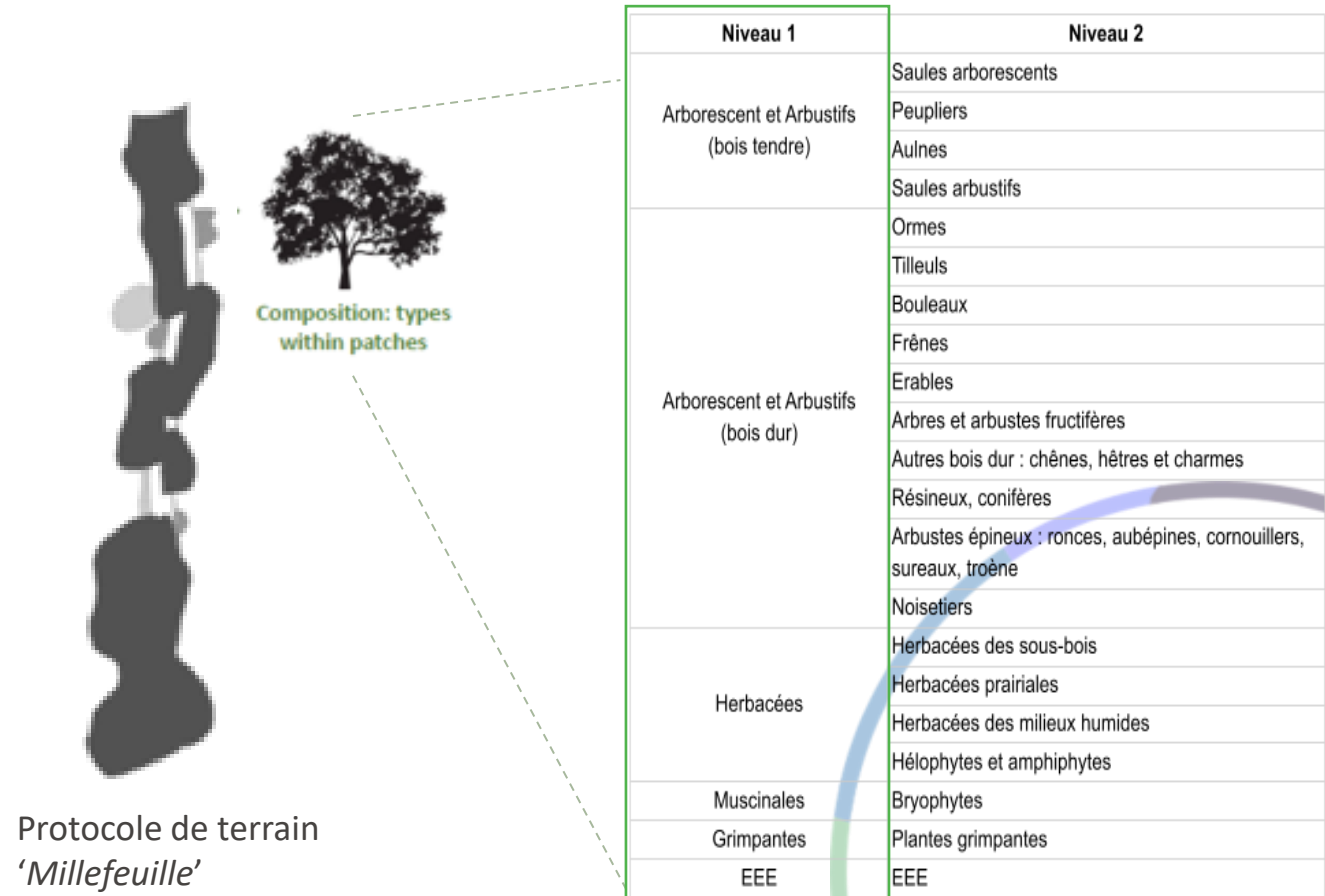 Composition: types
within patches
Protocole de terrain
‘Millefeuille’
Niveau 1
Niveau 2
Arborescent et Arbustifs
(bois tendre)
Saules arborescents
Peupliers
Aulnes
Saules arbustifs
Arborescent et Arbustifs
(bois dur)
Ormes
Tilleuls
Bouleaux
Frênes
Erables
Arbres et arbustes fructifères
Autres bois dur : chênes, hêtres et charmes
Résineux, conifères
Arbustes épineux : ronces, aubépines, cornouillers,
sureaux, troène
Noisetiers
Herbacées
Herbacées des sous-bois
Herbacées prairiales
Herbacées des milieux humides
Hélophytes et amphiphytes
Muscinales
Bryophytes
Grimpantes
Plantes grimpantes
EEE
EEE